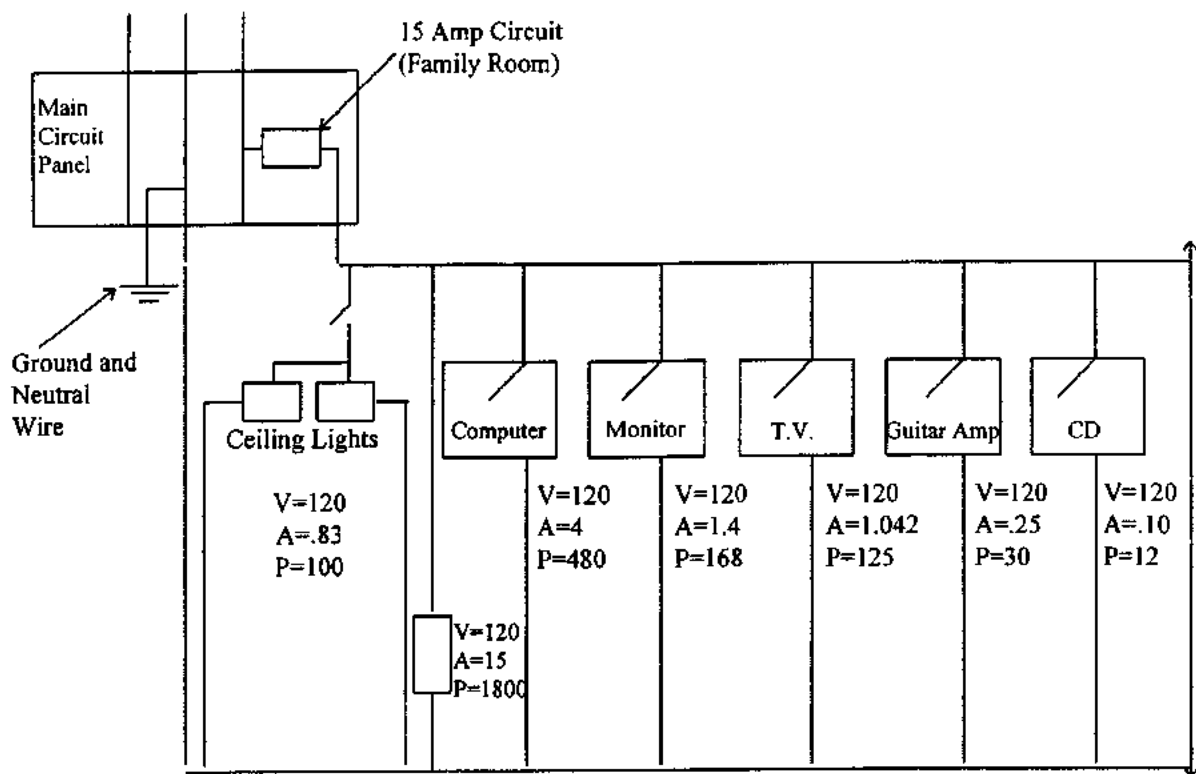 15 Amp Circuit
(Family Room)
Main
Circuit
Panel
Ground and
Neutral
Wire
Ceiling Lights
V=120
A=.83
P=100
V=120
A=15
P=1800
Computer
V=120
A=4
P=480
Monitor
V=120
A=1.4
P=168
T.V.
V=120
A=1.042
P=125
Guitar Amp
V=120
A=.25
P=30
CD
V=120
A=.10
P=12